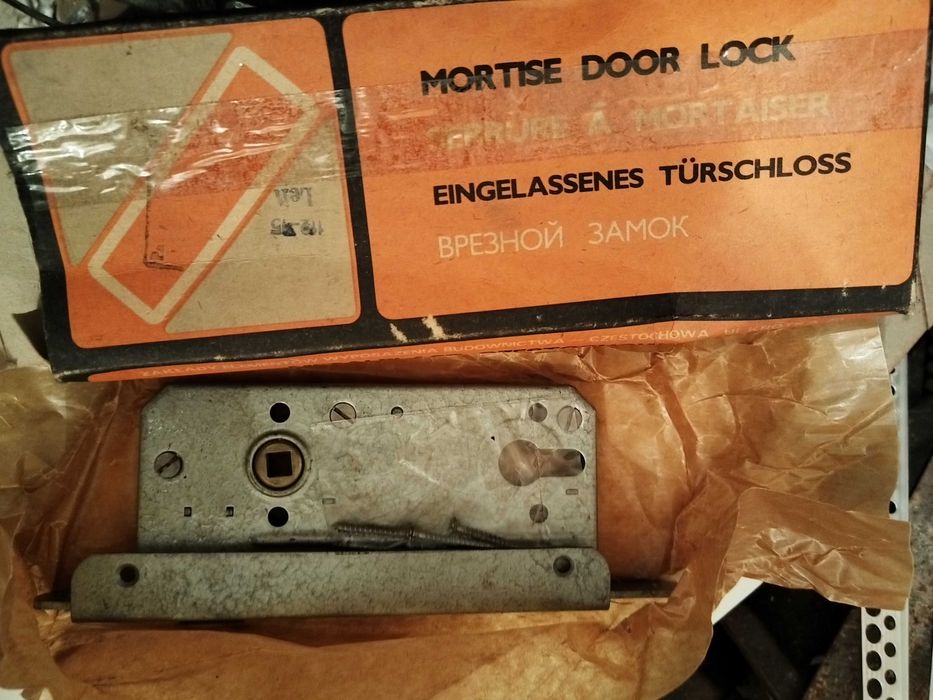 MORTISE DOOR LOCK
SERRURE À MORTAISER
EINGELASSENES TÜRSCHLOSS
ВРЕЗНОЙ ЗАМОК
WYPOSAŻENIA BUDOWNICTWA CZĘSTOCHOWA